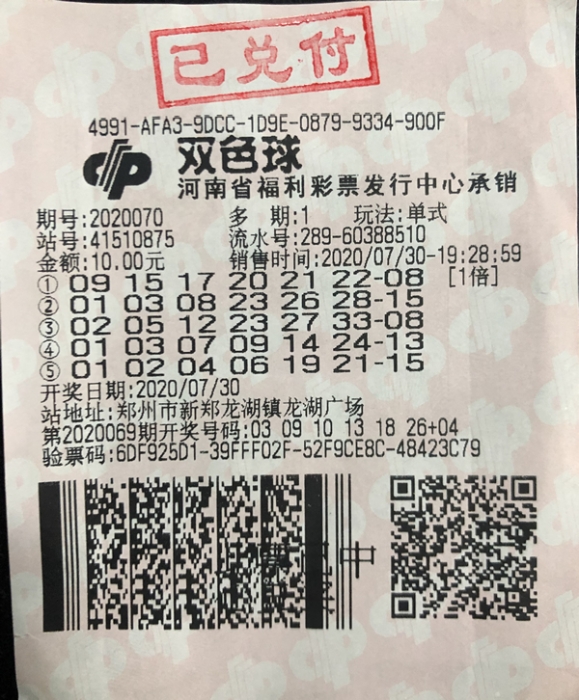 已兑付
4991-AFA3-9DCC-1D9E-0879-9334-900F
双色球
河南省福利彩票发行中心承销
期号:2020070 多 期:1 玩法:单式
站号:41510875 流水号:289-60388510
金额:10.00元 销售时间:2020/07/30-19:28:59
① 09 15 17 20 21 22-08 [1倍]
② 01 03 08 23 26 28-15
③ 02 05 12 23 27 33-08
④ 01 03 07 09 14 24-13
⑤ 01 02 04 06 19 21-15
开奖日期:2020/07/30
站地址:郑州市新郑龙湖镇龙湖广场
第2020069期开奖号码:03 09 10 13 18 26+04
验票码:6DF925D1-39FFF02F-52F9CE8C-48423C79